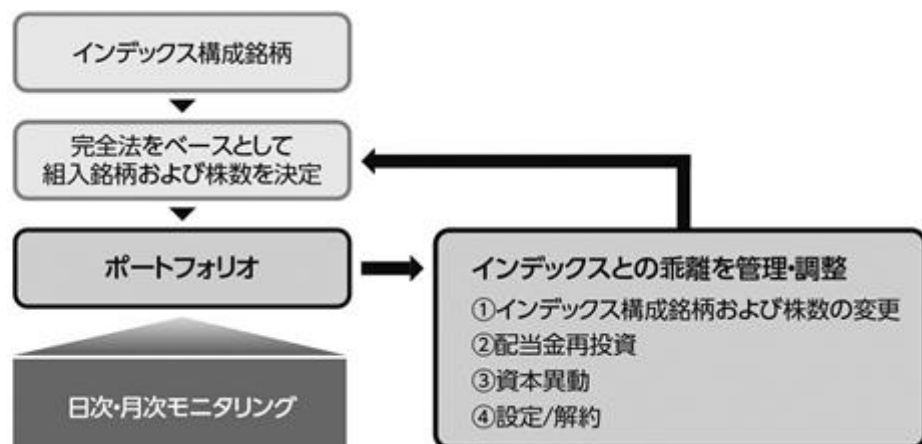 インデックス構成銘柄
完全法をベースとして
組入銘柄および株数を決定
ポートフォリオ
日次・月次モニタリング
インデックスとの乖離を管理・調整
①インデックス構成銘柄および株数の変更
②配当金再投資
③資本異動
④設定/解約